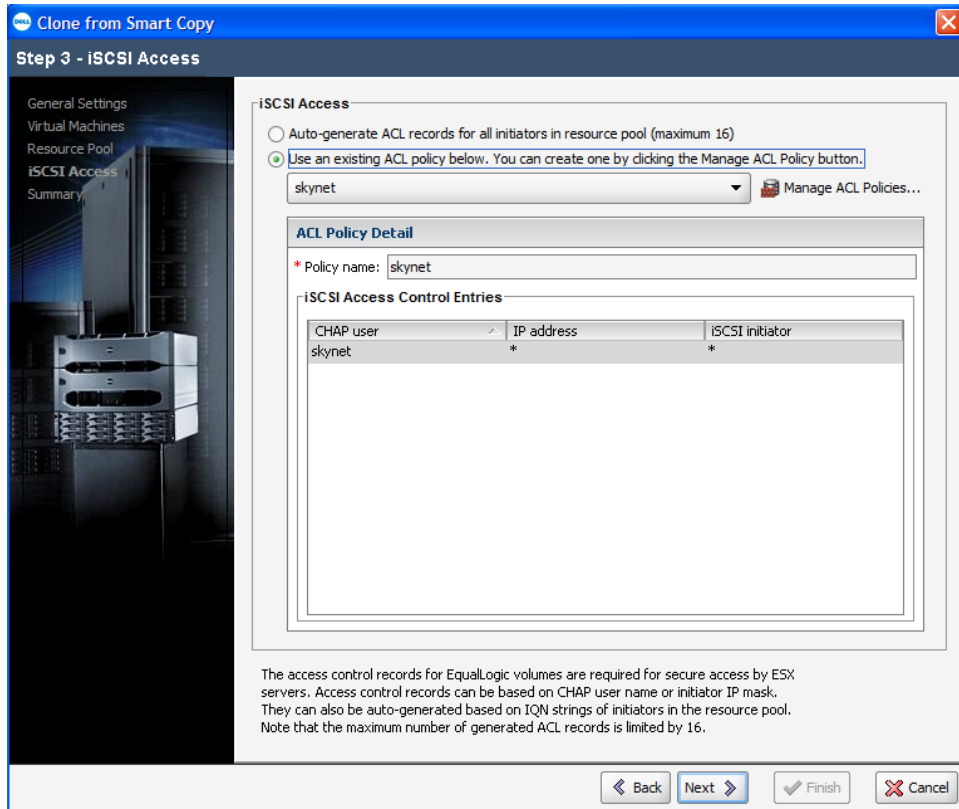 DELL
Clone from Smart Copy
Step 3 - iSCSI Access
General Settings
Virtual Machines
Resource Pool
iSCSI Access
Summary
iSCSI Access
Auto-generate ACL records for all initiators in resource pool (maximum 16)
Use an existing ACL policy below. You can create one by clicking the Manage ACL Policy button.
skynet
Manage ACL Policies...
ACL Policy Detail
* Policy name: skynet
iSCSI Access Control Entries
CHAP user IP address iSCSI initiator
skynet * *
The access control records for EqualLogic volumes are required for secure access by ESX
servers. Access control records can be based on CHAP user name or initiator IP mask.
They can also be auto-generated based on IQN strings of initiators in the resource pool.
Note that the maximum number of generated ACL records is limited by 16.
Back Next Finish Cancel